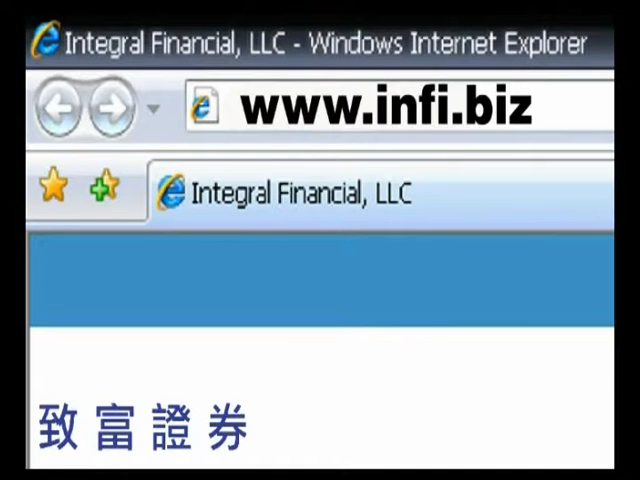 Integral Financial, LLC - Windows Internet Explorer
www.infi.biz
Integral Financial, LLC
致富證券